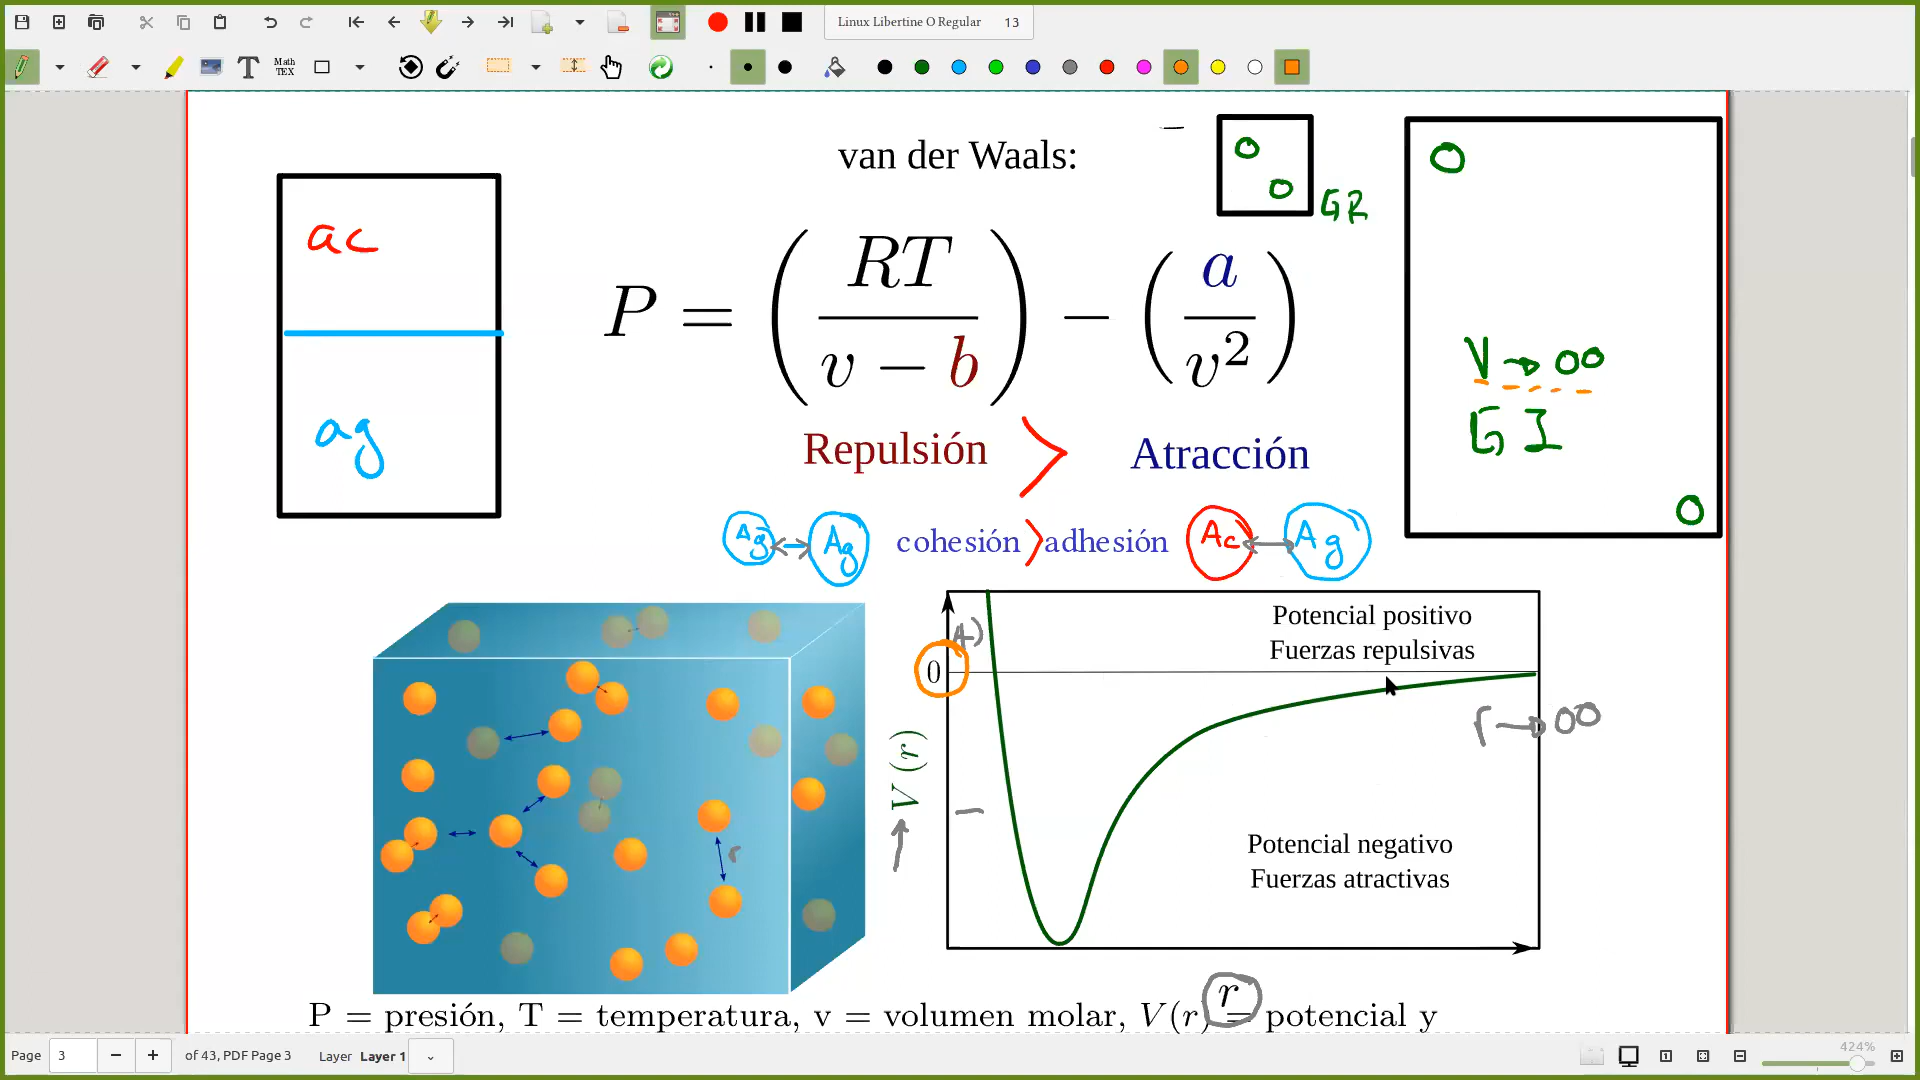 Linux Libertine O Regular 13
T Math TEX
van der Waals:
GR
ac
ag
P = ( RT / v − b ) − ( a / v² )
V → ∞
GI
Repulsión > Atracción
Ag ↔ Ag cohesión > adhesión Ac ↔ Ag
Potencial positivo
Fuerzas repulsivas
0
r → ∞
V (r)
r
Potencial negativo
Fuerzas atractivas
P = presión, T = temperatura, v = volumen molar, V(r) = potencial y
r
Page 3 of 43, PDF Page 3 Layer Layer 1
424%